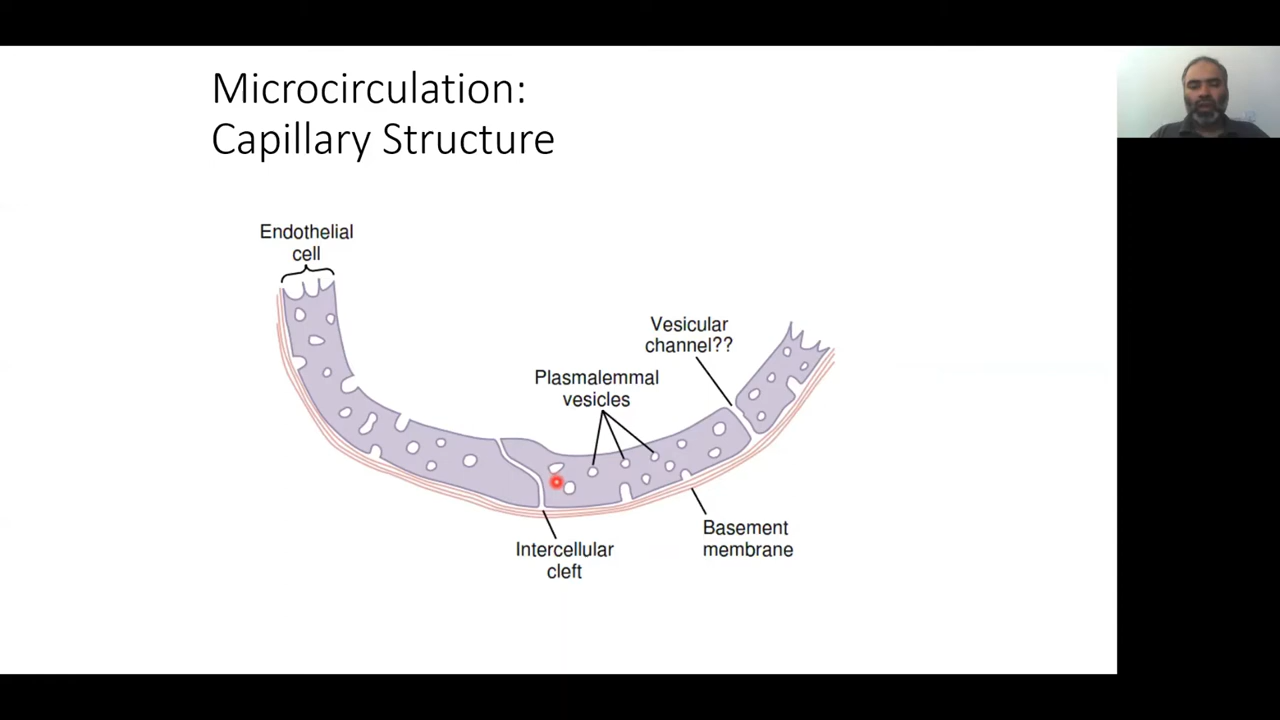 Microcirculation:
Capillary Structure
Endothelial
cell
Vesicular
channel??
Plasmalemmal
vesicles
Basement
membrane
Intercellular
cleft